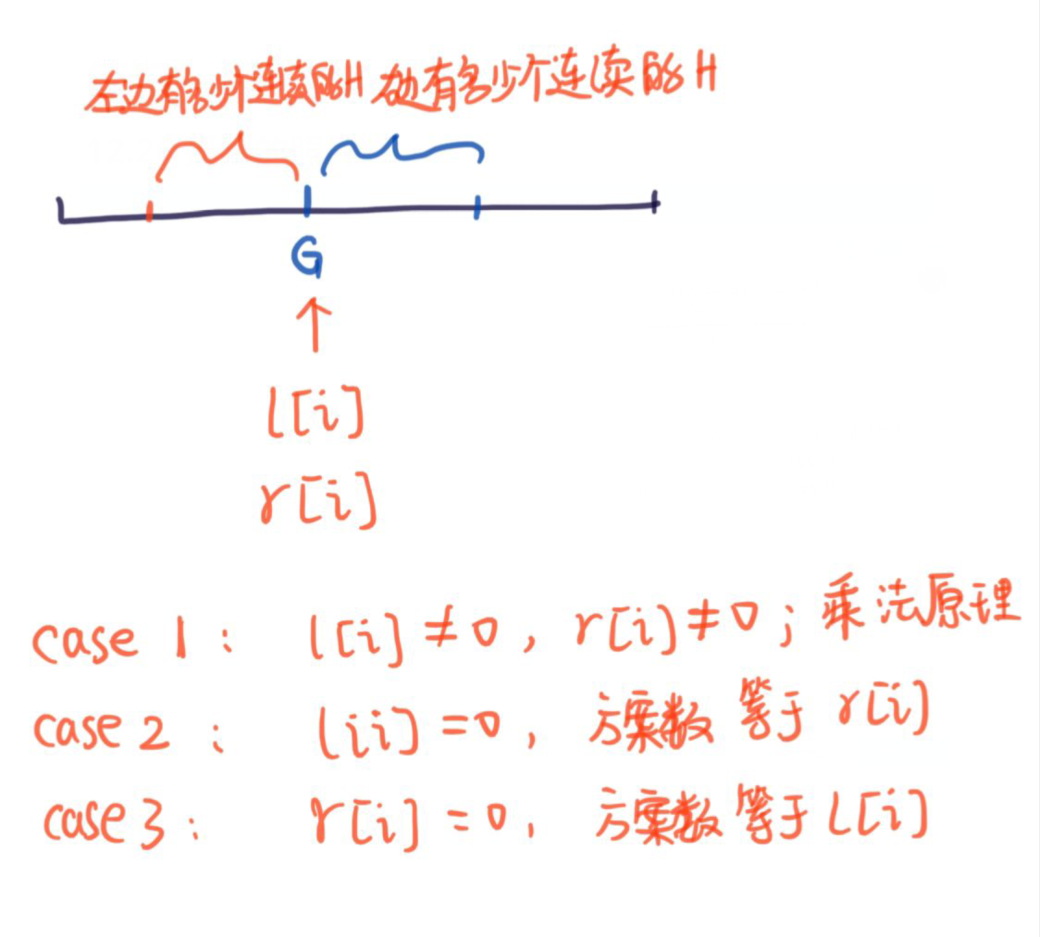 左边有多少个连续的H 右边有多少个连续的H
G
l[i]
r[i]
case 1: l[i]≠0, r[i]≠0; 乘法原理
case 2: l[i]=0, 方案数等于 r[i]
case 3: r[i]=0, 方案数等于 l[i]